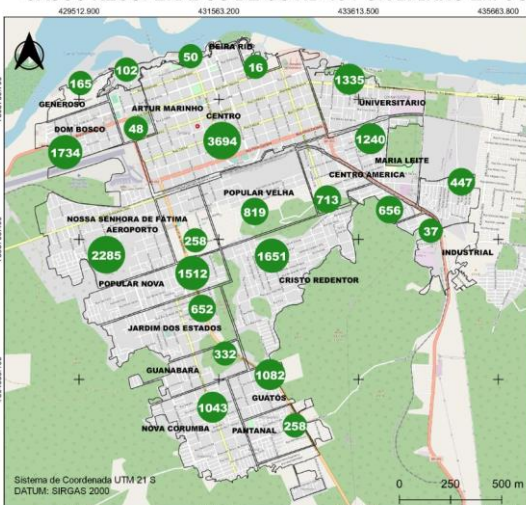 429512.900 431563.200 433613.500 435663.800
BEIRA RIO
50
102
16
165
1335
GENEROSO
UNIVERSITÁRIO
ARTUR MARINHO
CENTRO
DOM BOSCO
48
1734
3694
1240
MARIA LEITE
CENTRO AMERICA
447
POPULAR VELHA
713
656
819
NOSSA SENHORA DE FÁTIMA
AEROPORTO
37
258
2285
1651
INDUSTRIAL
1512
CRISTO REDENTOR
POPULAR NOVA
652
JARDIM DOS ESTADOS
332
GUANABARA
1082
GUATÓS
1043
258
NOVA CORUMBA
PANTANAL
Sistema de Coordenada UTM 21 S
DATUM: SIRGAS 2000
0 250 500 m